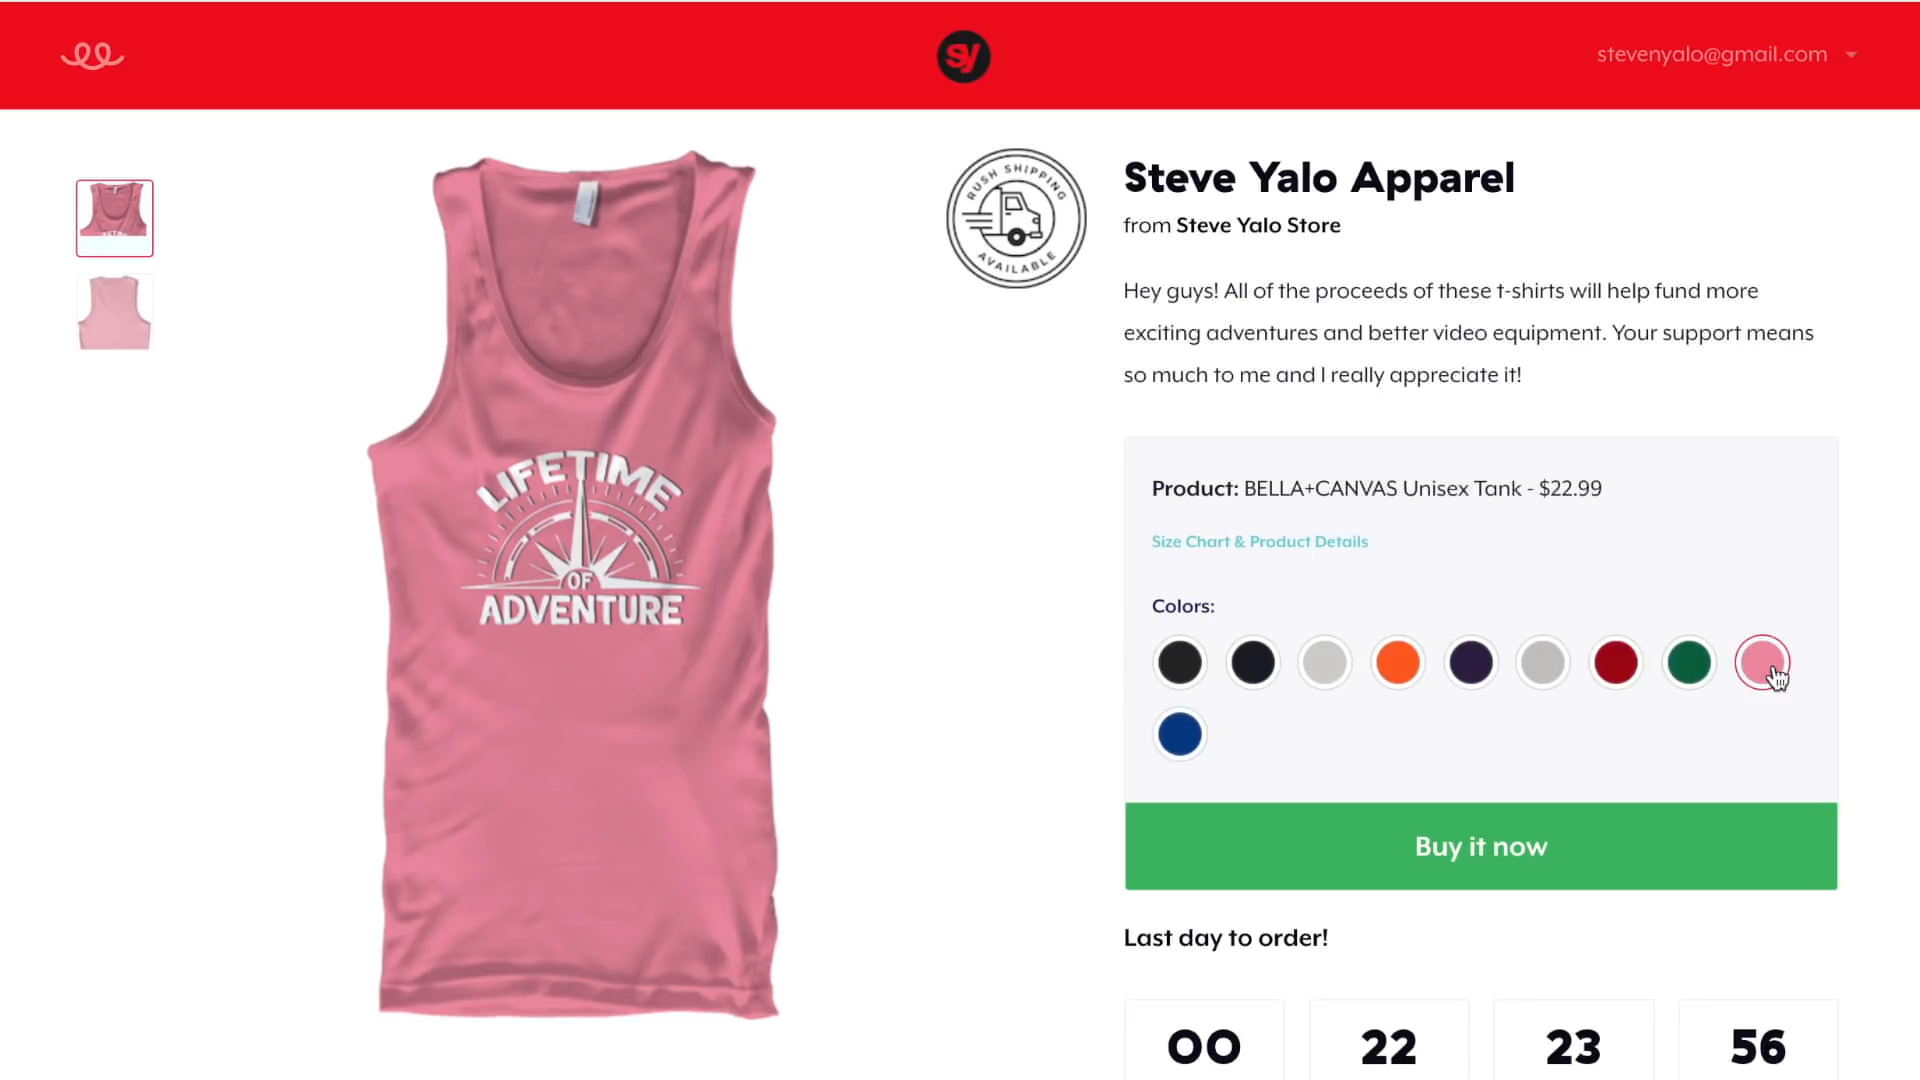 sy
stevenyalo@gmail.com
RUSH SHIPPING
AVAILABLE
Steve Yalo Apparel
from Steve Yalo Store
Hey guys! All of the proceeds of these t-shirts will help fund more
exciting adventures and better video equipment. Your support means
so much to me and I really appreciate it!
LIFETIME
OF
ADVENTURE
Product: BELLA+CANVAS Unisex Tank - $22.99
Size Chart & Product Details
Colors:
Buy it now
Last day to order!
00 22 23 56